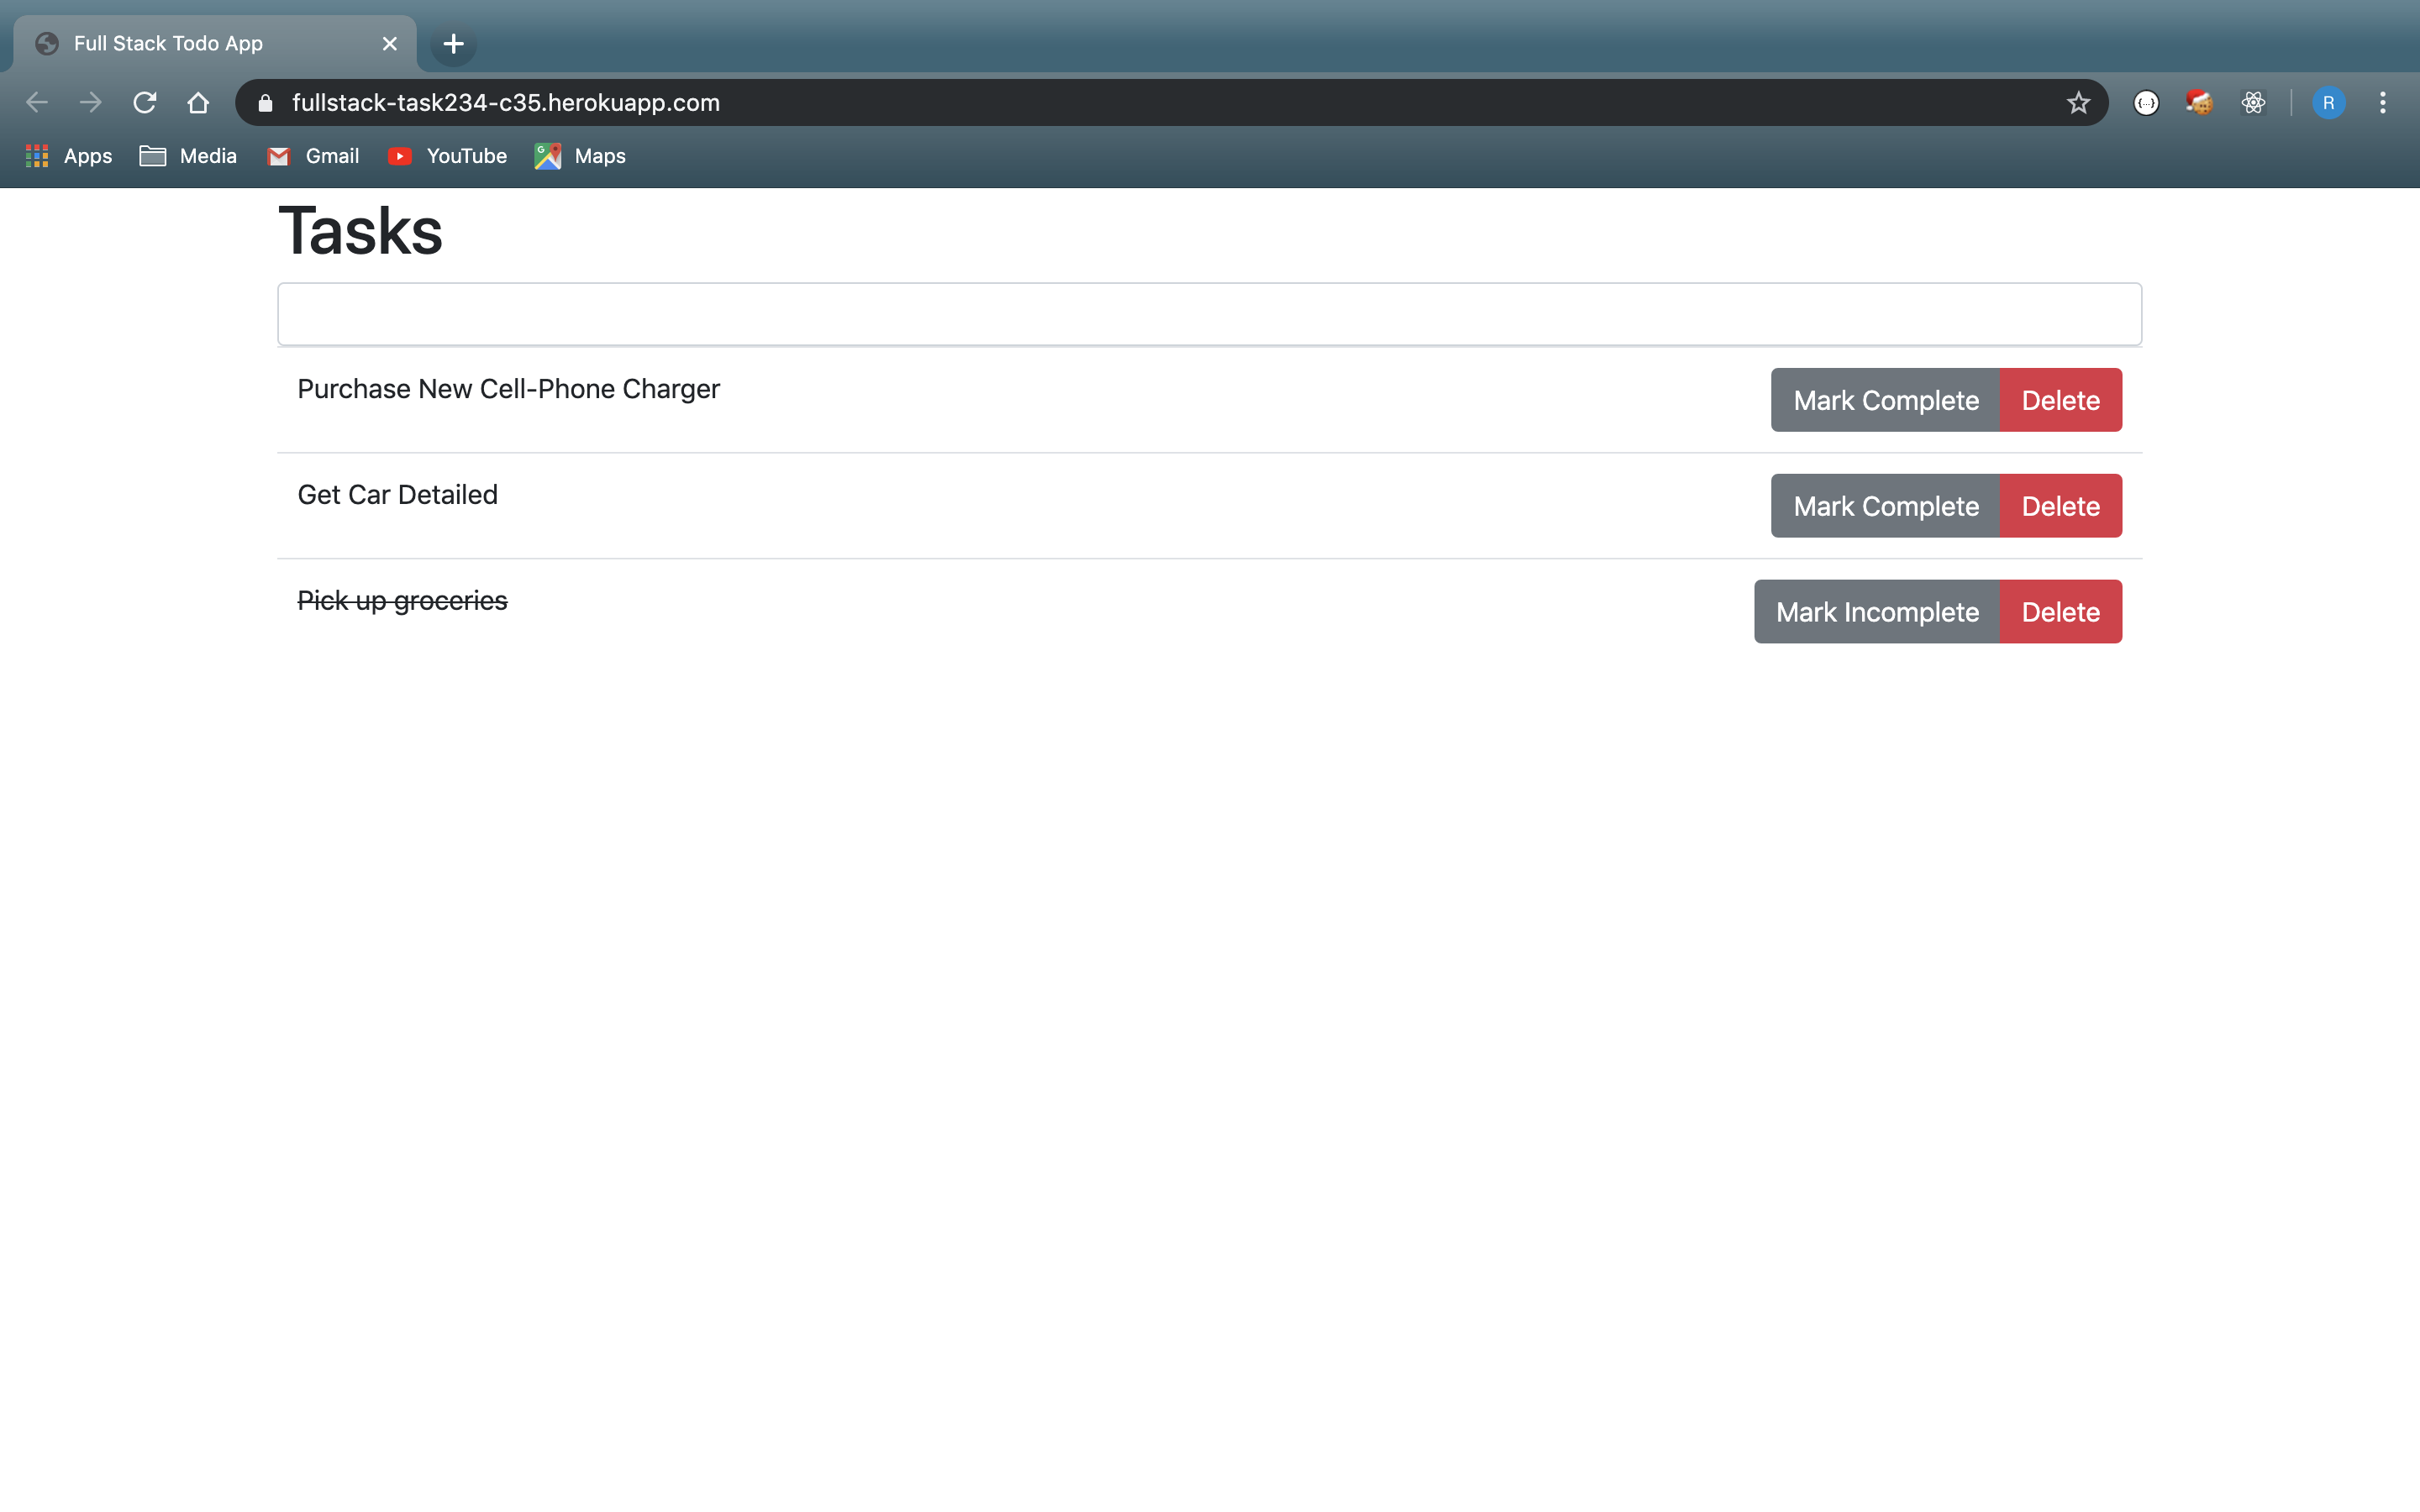 Full Stack Todo App
fullstack-task234-c35.herokuapp.com
{...}
R
Apps Media Gmail YouTube G Maps
Tasks
Purchase New Cell-Phone Charger Mark Complete Delete
Get Car Detailed Mark Complete Delete
Pick up groceries Mark Incomplete Delete